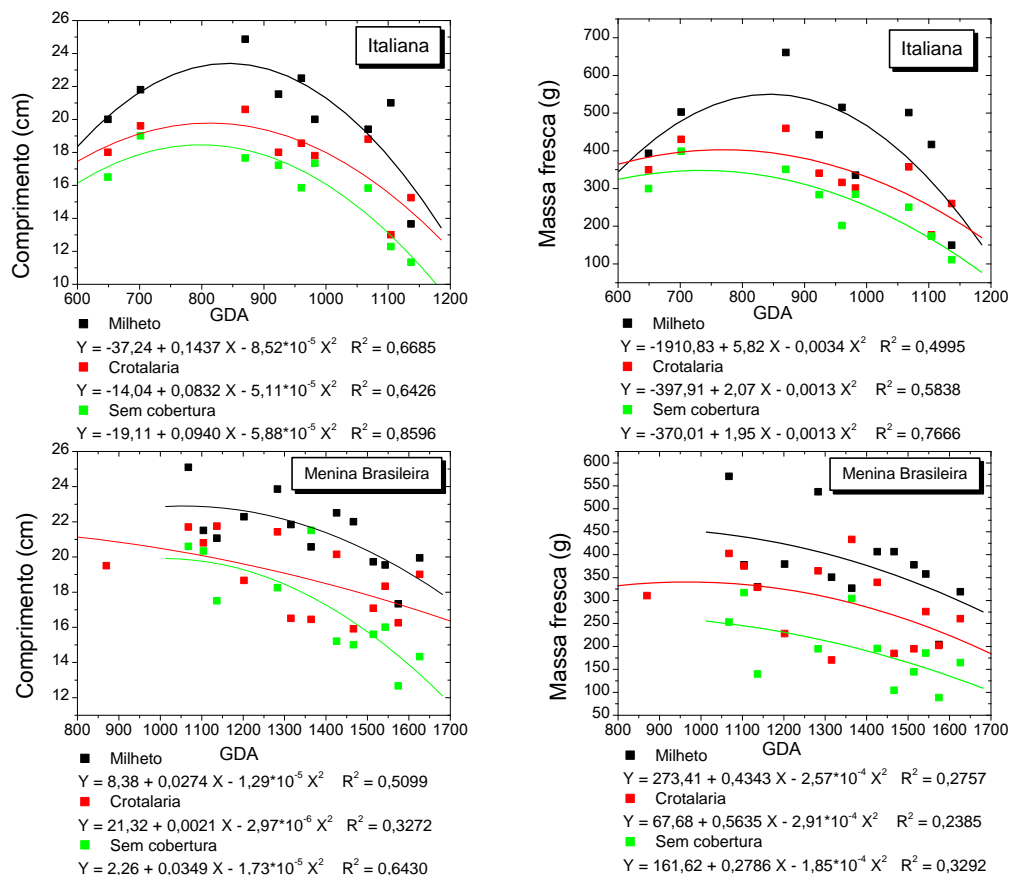 Italiana
Comprimento (cm)
26
24
22
20
18
16
14
12
10
600 700 800 900 1000 1100 1200
GDA
Milheto
Y = -37,24 + 0,1437 X - 8,52*10-5 X2 R2 = 0,6685
Crotalaria
Y = -14,04 + 0,0832 X - 5,11*10-5 X2 R2 = 0,6426
Sem cobertura
Y = -19,11 + 0,0940 X - 5,88*10-5 X2 R2 = 0,8596
Italiana
Massa fresca (g)
700
600
500
400
300
200
100
0
600 700 800 900 1000 1100 1200
GDA
Milheto
Y = -1910,83 + 5,82 X - 0,0034 X2 R2 = 0,4995
Crotalaria
Y = -397,91 + 2,07 X - 0,0013 X2 R2 = 0,5838
Sem cobertura
Y = -370,01 + 1,95 X - 0,0013 X2 R2 = 0,7666
Menina Brasileira
Comprimento (cm)
26
24
22
20
18
16
14
12
800 900 1000 1100 1200 1300 1400 1500 1600 1700
GDA
Milheto
Y = 8,38 + 0,0274 X - 1,29*10-5 X2 R2 = 0,5099
Crotalaria
Y = 21,32 + 0,0021 X - 2,97*10-6 X2 R2 = 0,3272
Sem cobertura
Y = 2,26 + 0,0349 X - 1,73*10-5 X2 R2 = 0,6430
Menina Brasileira
Massa fresca (g)
600
550
500
450
400
350
300
250
200
150
100
50
800 900 1000 1100 1200 1300 1400 1500 1600 1700
GDA
Milheto
Y = 273,41 + 0,4343 X - 2,57*10-4 X2 R2 = 0,2757
Crotalaria
Y = 67,68 + 0,5635 X - 2,91*10-4 X2 R2 = 0,2385
Sem cobertura
Y = 161,62 + 0,2786 X - 1,85*10-4 X2 R2 = 0,3292